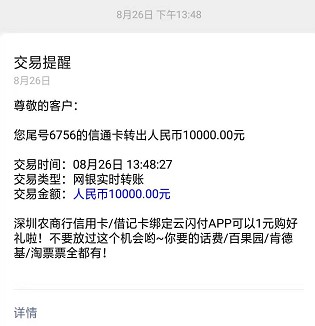 8月26日 下午13:48
交易提醒
8月26日
尊敬的客户：
您尾号6756的信通卡转出人民币10000.00元
交易时间：08月26日 13:48:27
交易类型：网银实时转账
交易金额：人民币10000.00元
深圳农商行信用卡/借记卡绑定云闪付APP可以1元购好
礼啦！不要放过这个机会哟~你要的话费/百果园/肯德
基/淘票票全都有！
详情